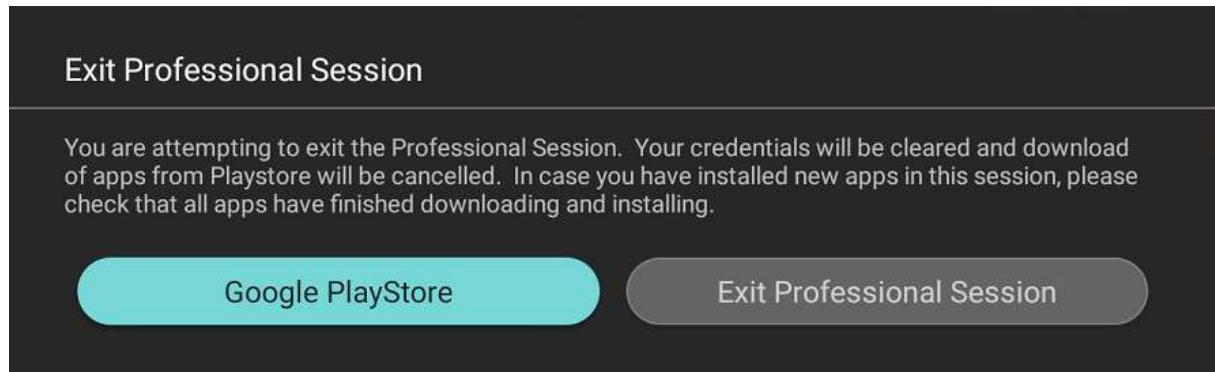 Exit Professional Session
You are attempting to exit the Professional Session.  Your credentials will be cleared and download
of apps from Playstore will be cancelled.  In case you have installed new apps in this session, please
check that all apps have finished downloading and installing.
Google PlayStore
Exit Professional Session